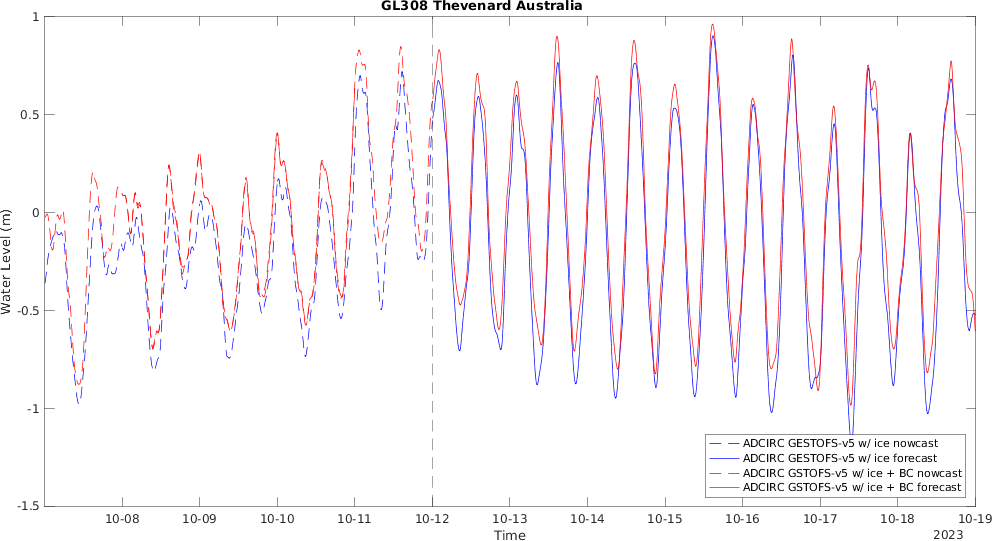 GL308 Thevenard Australia
1
0.5
0
-0.5
-1
-1.5
Water Level (m)
10-08 10-09 10-10 10-11 10-12 10-13 10-14 10-15 10-16 10-17 10-18 10-19
Time
2023
ADCIRC GESTOFS-v5 w/ ice nowcast
ADCIRC GESTOFS-v5 w/ ice forecast
ADCIRC GSTOFS-v5 w/ ice + BC nowcast
ADCIRC GSTOFS-v5 w/ ice + BC forecast